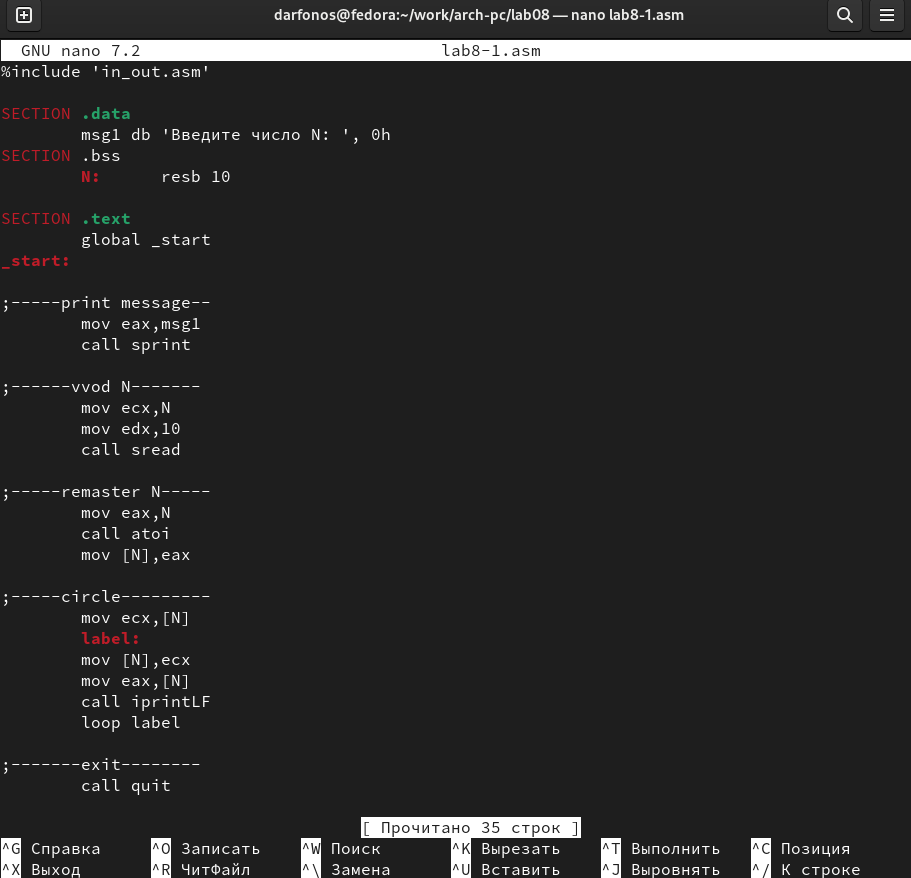 darfonos@fedora:~/work/arch-pc/lab08 — nano lab8-1.asm
GNU nano 7.2 lab8-1.asm
%include 'in_out.asm'

SECTION .data
        msg1 db 'Введите число N: ', 0h
SECTION .bss
        N:      resb 10

SECTION .text
        global _start
_start:

;-----print message--
        mov eax,msg1
        call sprint

;------vvod N-------
        mov ecx,N
        mov edx,10
        call sread

;-----remaster N-----
        mov eax,N
        call atoi
        mov [N],eax

;-----circle---------
        mov ecx,[N]
        label:
        mov [N],ecx
        mov eax,[N]
        call iprintLF
        loop label

;-------exit--------
        call quit

[ Прочитано 35 строк ]
^G Справка ^O Записать ^W Поиск ^K Вырезать ^T Выполнить ^C Позиция
^X Выход ^R ЧитФайл ^\ Замена ^U Вставить ^J Выровнять ^/ К строке